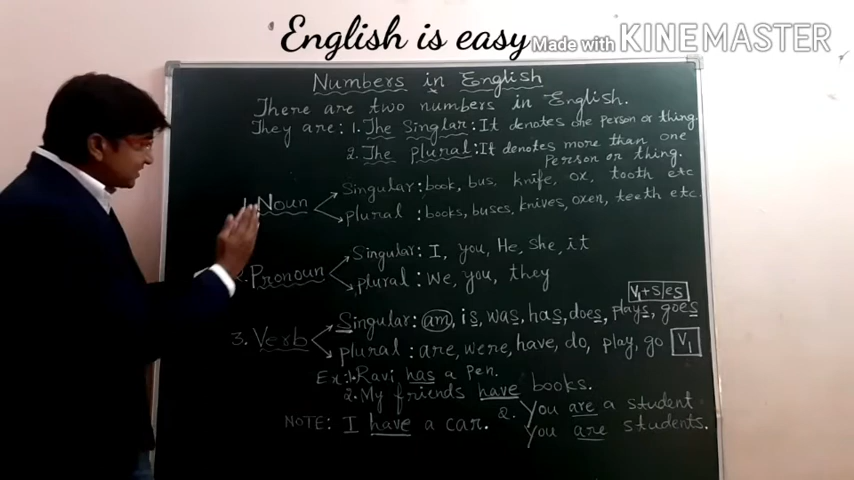 English is easy
Made with KINEMASTER
Numbers in English
There are two numbers in English.
They are: 1. The Singlar: It denotes one person or thing.
2. The plural: It denotes more than one
Person or thing.
1. Noun
Singular: book, bus, knife, ox, tooth etc
plural : books, buses, knives, oxen, teeth etc.
2. Pronoun
Singular: I, you, He, she, it
plural: We, you, they
V1+s/es
3. Verb
Singular: am, is, was, has, does, plays, goes
plural : are, were, have, do, play, go V1
Ex: 1. Ravi has a pen.
2. My friends have books.
NOTE: I have a car. 2. You are a student
You are students.